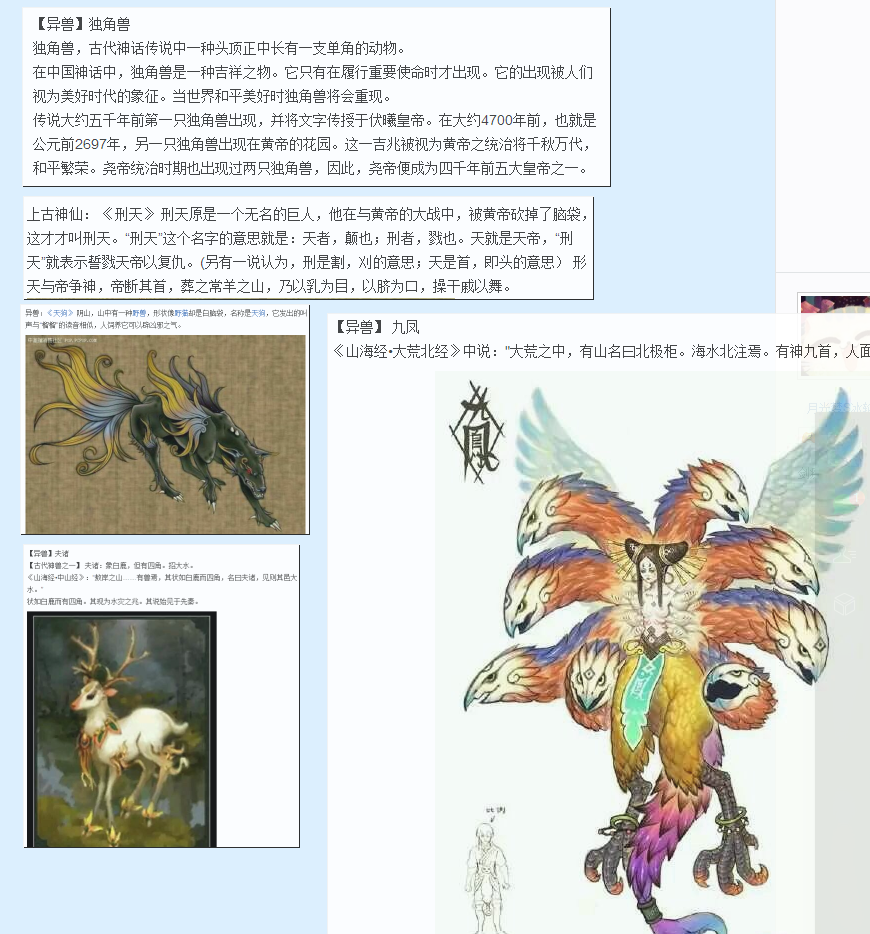 【异兽】独角兽
独角兽，古代神话传说中一种头顶正中长有一支单角的动物。
在中国神话中，独角兽是一种吉祥之物。它只有在履行重要使命时才出现。它的出现被人们
视为美好时代的象征。当世界和平美好时独角兽将会重现。
传说大约五千年前第一只独角兽出现，并将文字传授于伏曦皇帝。在大约4700年前，也就是
公元前2697年，另一只独角兽出现在黄帝的花园。这一吉兆被视为黄帝之统治将千秋万代，
和平繁荣。尧帝统治时期也出现过两只独角兽，因此，尧帝便成为四千年前五大皇帝之一。
上古神仙：《刑天》刑天原是一个无名的巨人，他在与黄帝的大战中，被黄帝砍掉了脑袋，
这才才叫刑天。“刑天”这个名字的意思就是：天者，颠也；刑者，戮也。天就是天帝，“刑
天”就表示誓戮天帝以复仇。(另有一说认为，刑是割，刈的意思；天是首，即头的意思） 形
天与帝争神，帝断其首，葬之常羊之山，乃以乳为目，以脐为口，操干戚以舞。
异兽：《天狗》阴山，山中有一种野兽，形状像野猫却是白脑袋，名称是天狗，它发出的叫
声与“榴榴”的读音相似，人饲养它可以辟凶邪之气。
【异兽】 九凤
《山海经•大荒北经》中说："大荒之中，有山名曰北极柜。海水北注焉。有神九首，人面
九鳳
比例
【异兽】夫诸
【古代神兽之一】 夫诸：象白鹿，但有四角。招大水。
《山海经•中山经》：“敖岸之山……有兽焉，其状如白鹿而四角，名曰夫诸，见则其邑大
水。”
状如白鹿而有四角。其现为水灾之兆。其说始见于先秦。